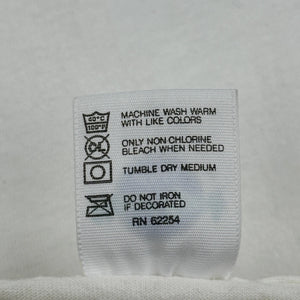 40°C
100°F
MACHINE WASH WARM
WITH LIKE COLORS
ONLY NON CHLORINE
BLEACH WHEN NEEDED
TUMBLE DRY MEDIUM
DO NOT IRON
IF DECORATED
RN 62254